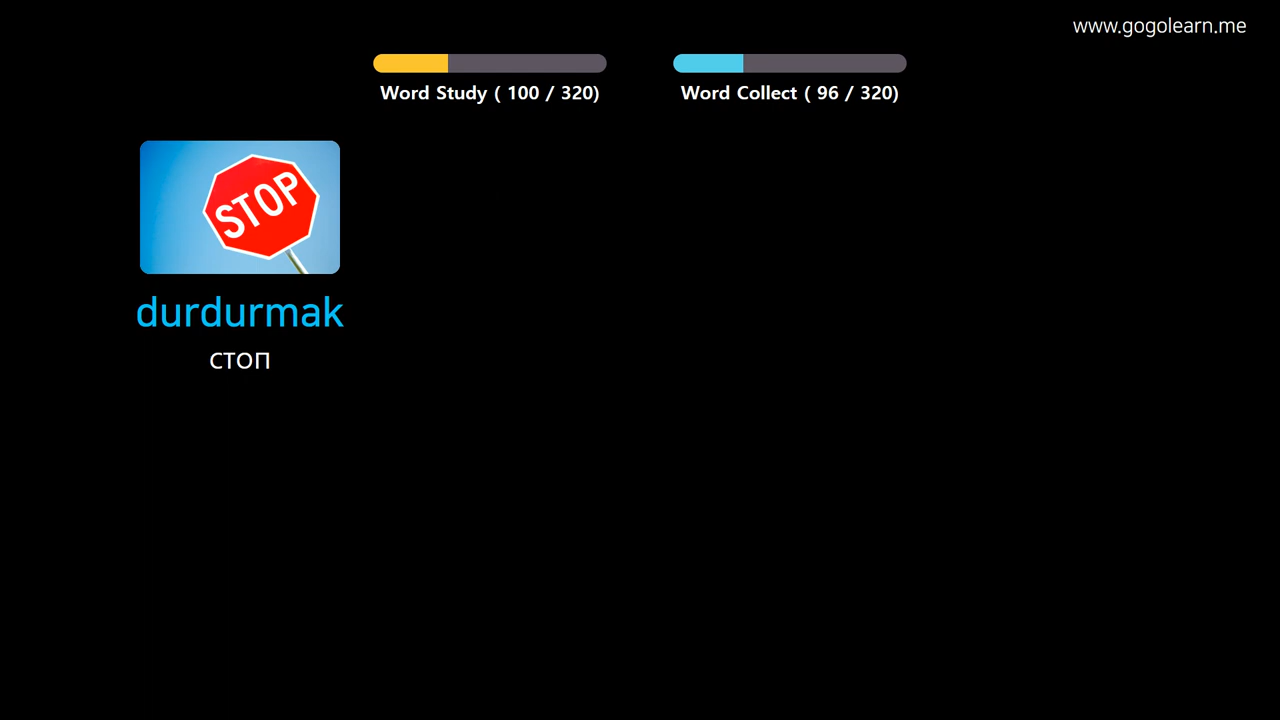 www.gogolearn.me
Word Study ( 100 / 320)
Word Collect ( 96 / 320)
STOP
durdurmak
стоп